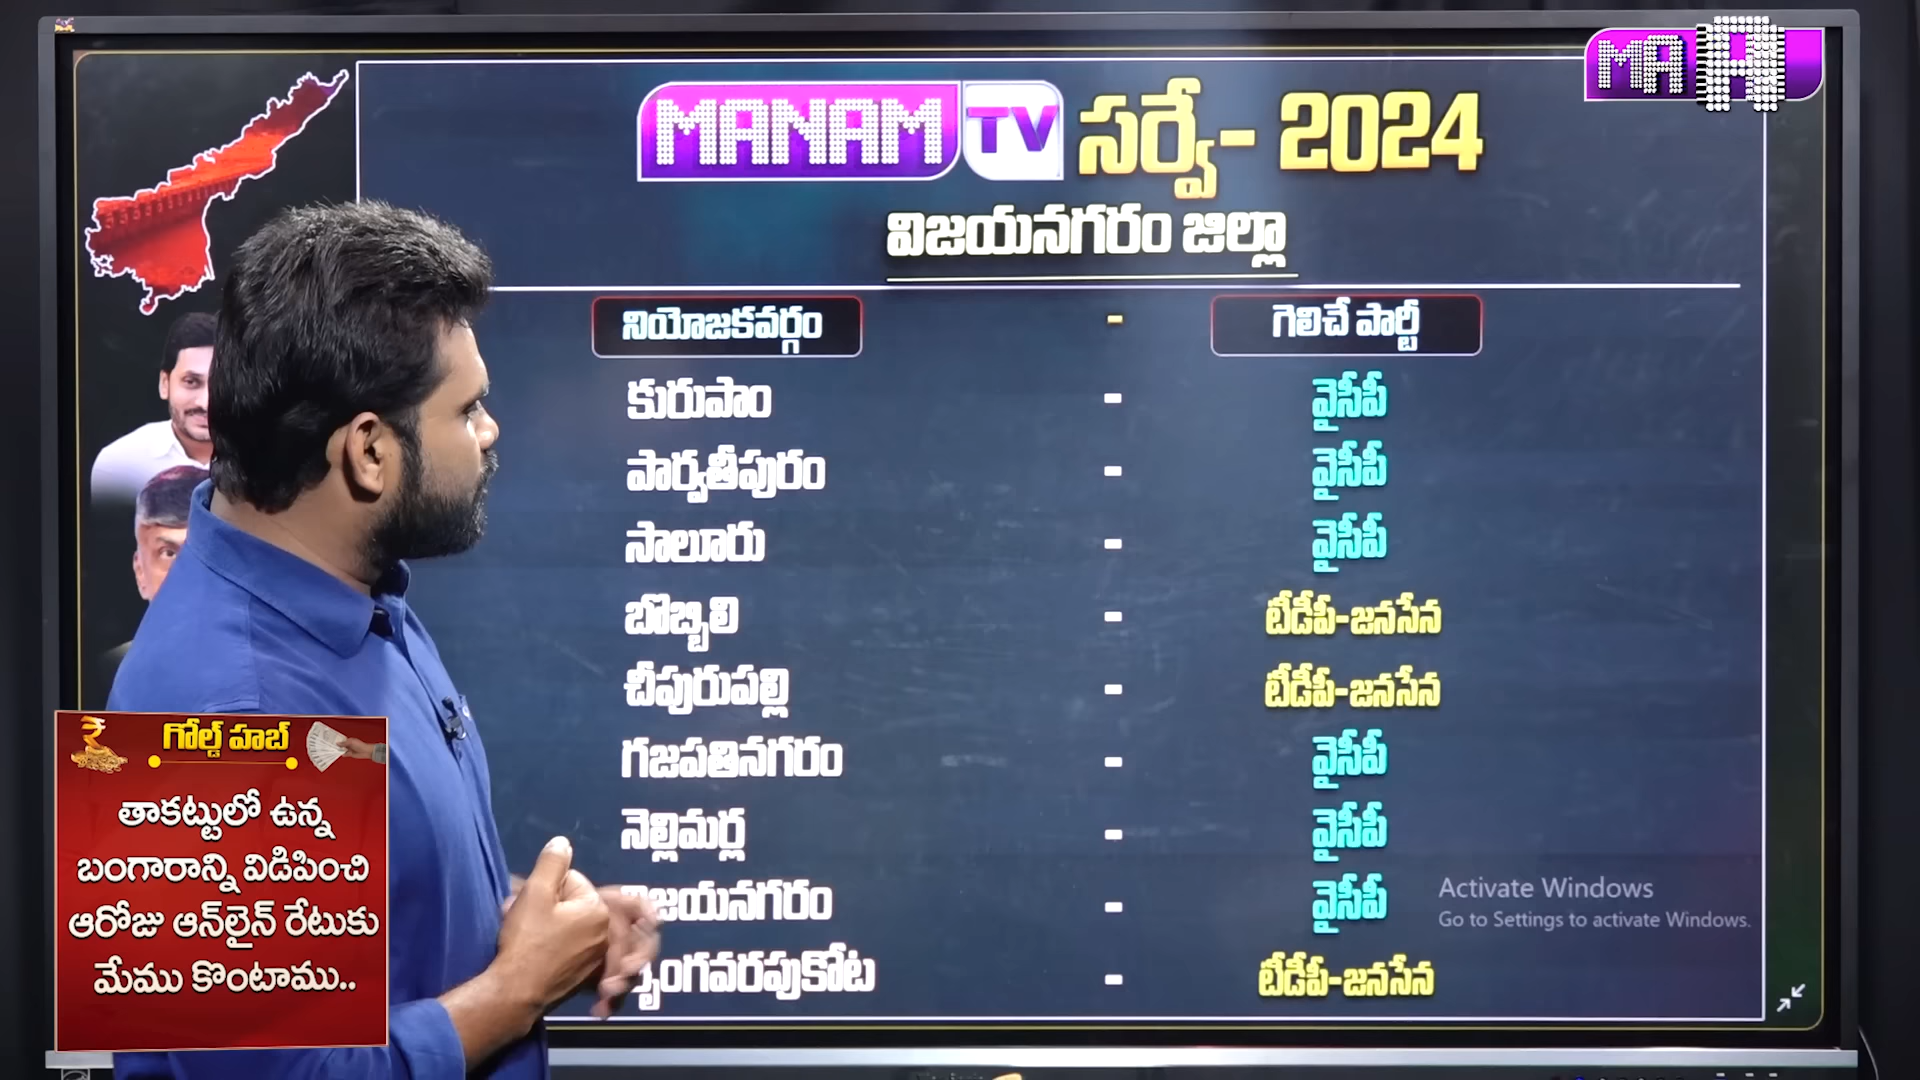 MANAM TV సర్వే- 2024
విజయనగరం జిల్లా
నియోజకవర్గం - గెలిచే పార్టీ
కురుపాం - వైసీపీ
పార్వతీపురం - వైసీపీ
సాలూరు - వైసీపీ
బొబ్బిలి - టీడీపీ-జనసేన
చీపురుపల్లి - టీడీపీ-జనసేన
గజపతినగరం - వైసీపీ
నెల్లిమర్ల - వైసీపీ
విజయనగరం - వైసీపీ
శృంగవరపుకోట - టీడీపీ-జనసేన
Activate Windows
Go to Settings to activate Windows.
గోల్డ్ హబ్
తాకట్టులో ఉన్న
బంగారాన్ని విడిపించి
ఆరోజు ఆన్‌లైన్ రేటుకు
మేము కొంటాము..